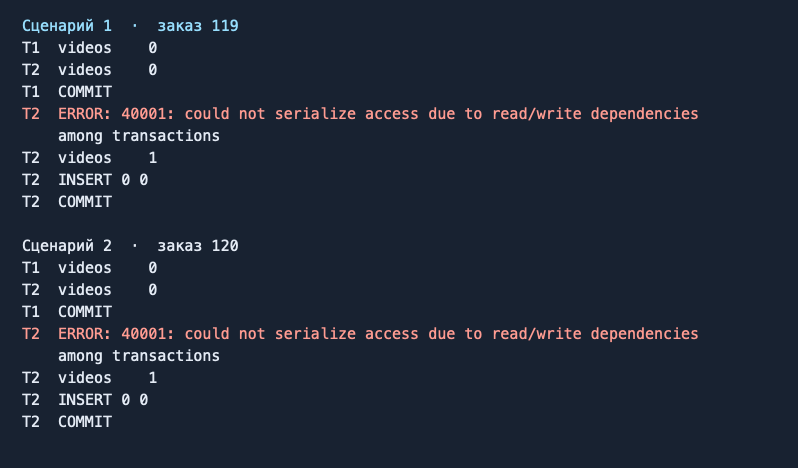 Сценарий 1 · заказ 119
T1 videos 0
T2 videos 0
T1 COMMIT
T2 ERROR: 40001: could not serialize access due to read/write dependencies
among transactions
T2 videos 1
T2 INSERT 0 0
T2 COMMIT
Сценарий 2 · заказ 120
T1 videos 0
T2 videos 0
T1 COMMIT
T2 ERROR: 40001: could not serialize access due to read/write dependencies
among transactions
T2 videos 1
T2 INSERT 0 0
T2 COMMIT